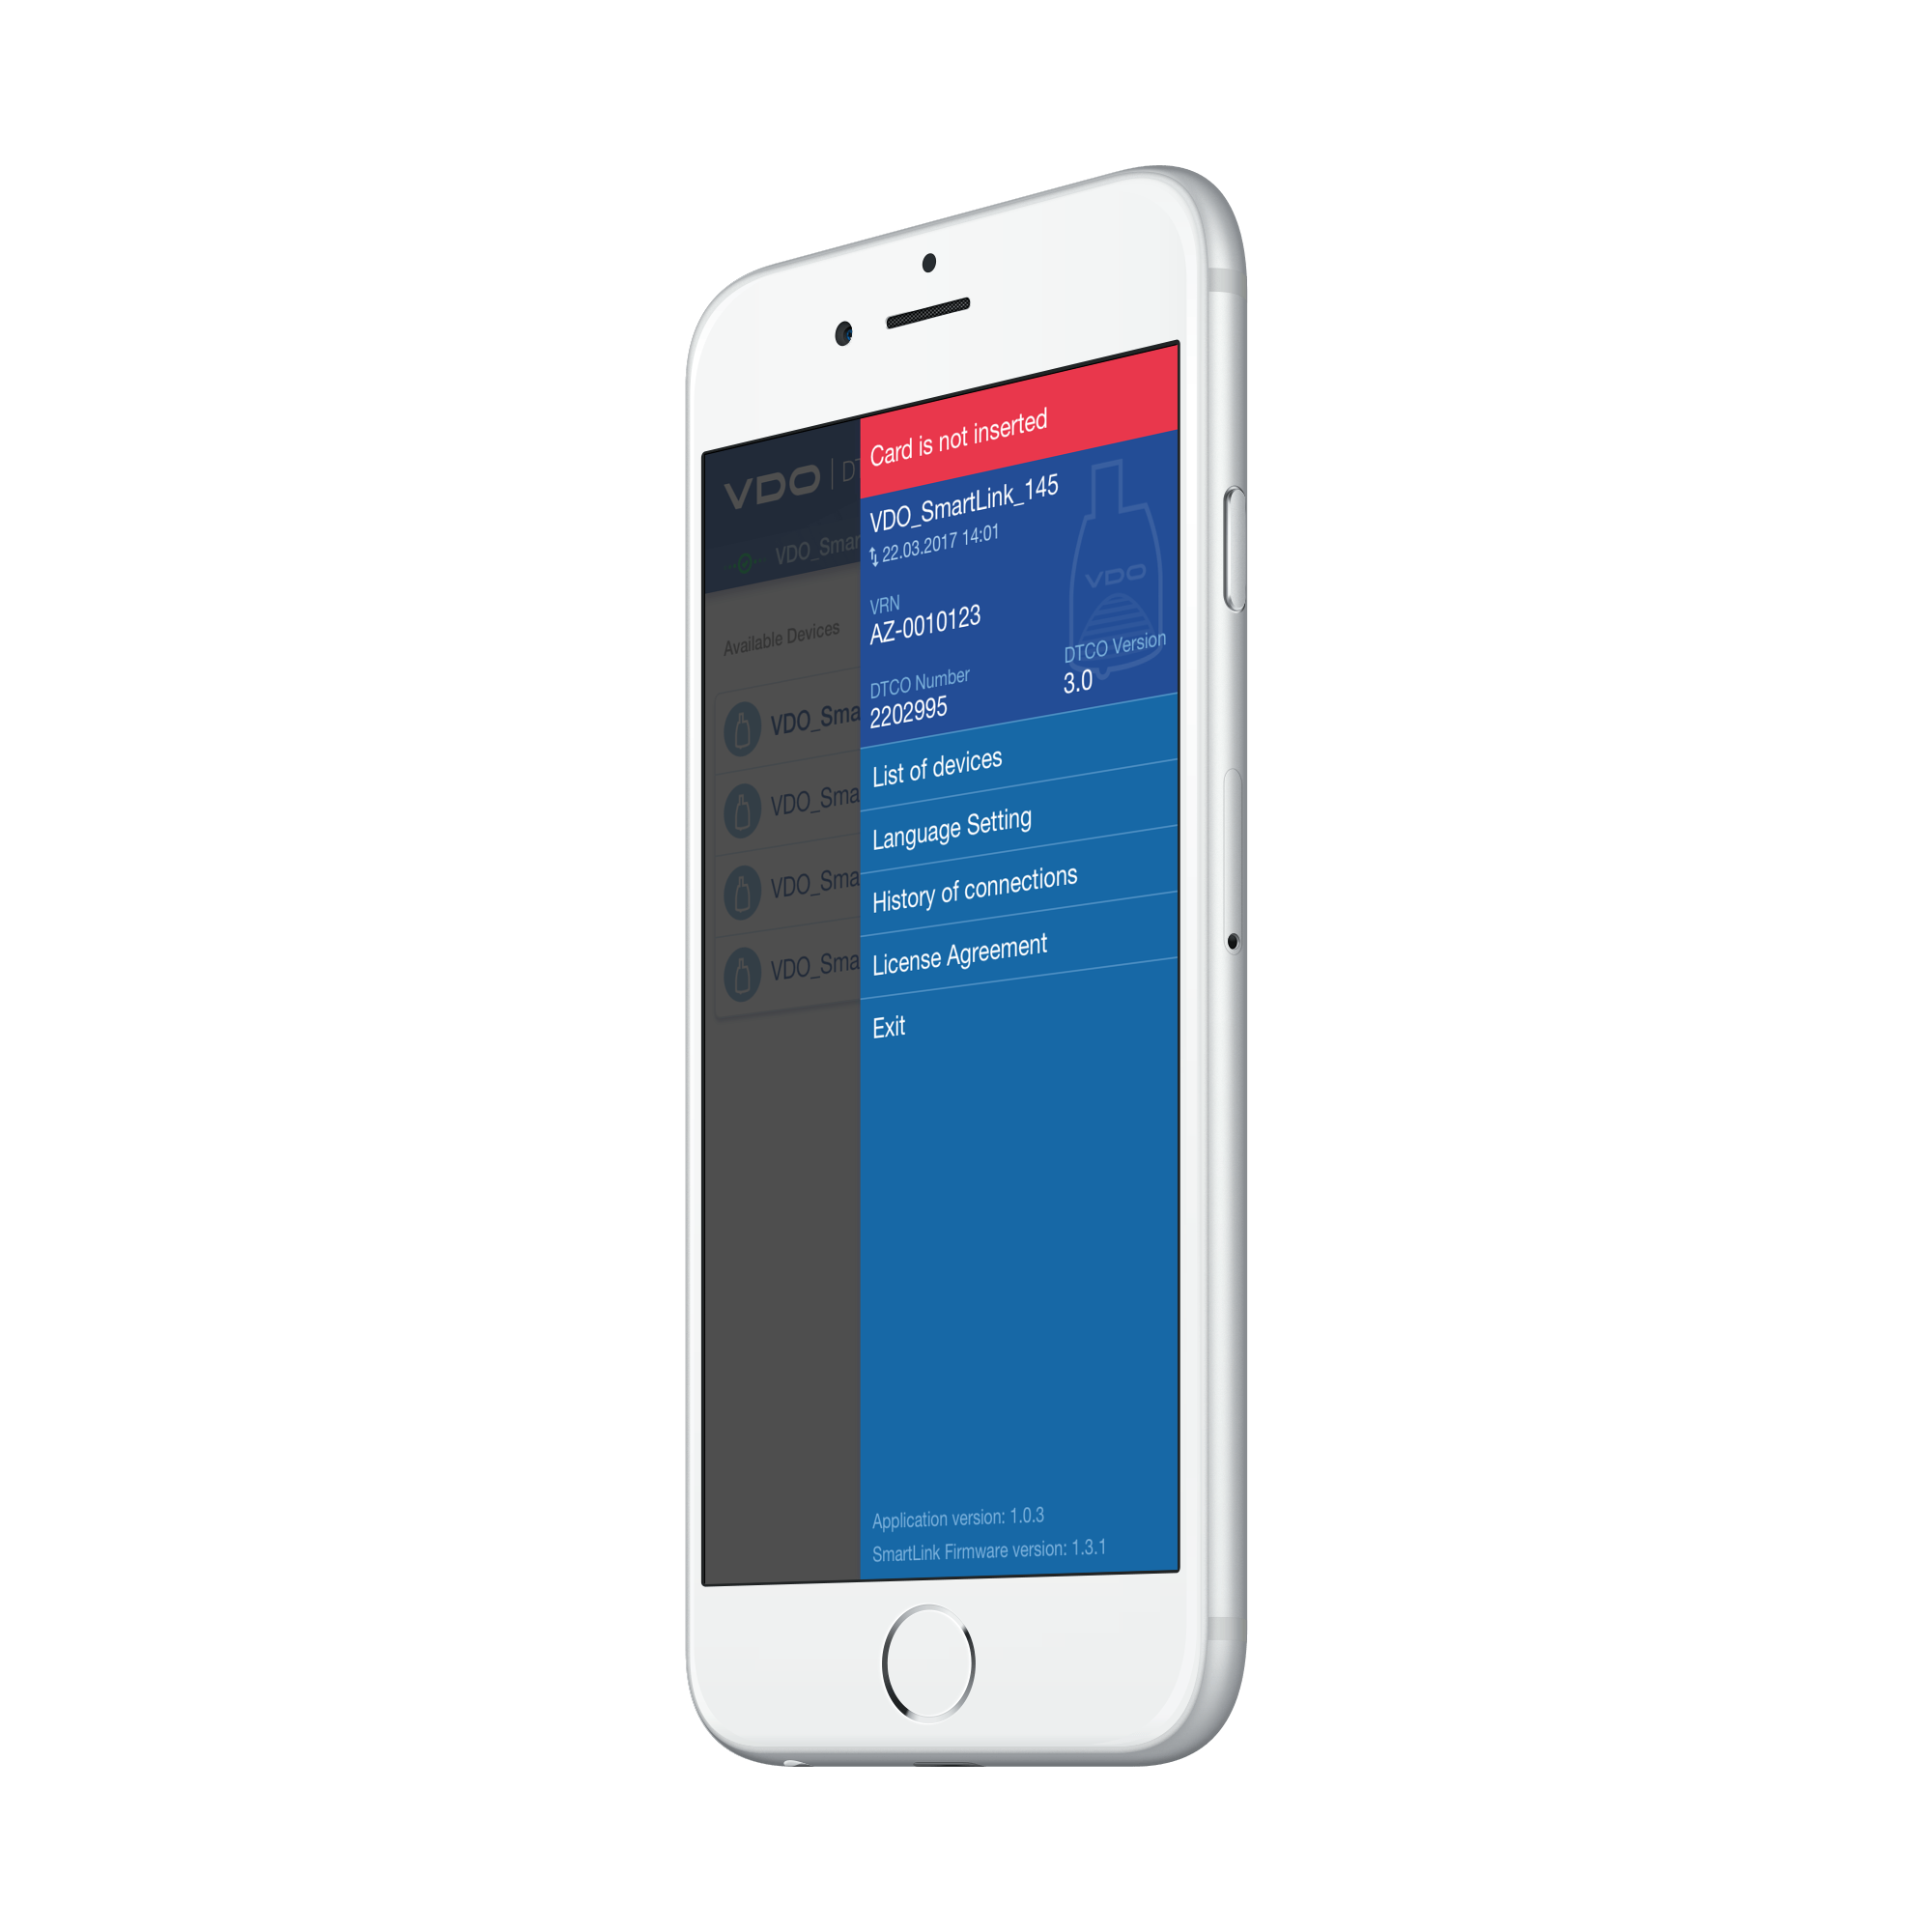 VDO
VDO_Smar
Available Devices
VDO_Sma
VDO_Sma
VDO_Sma
VDO_Sma
Card is not inserted
VDO_SmartLink_145
22.03.2017 14:01
VDO
VRN
AZ-0010123
DTCO Number
2202995
DTCO Version
3.0
List of devices
Language Setting
History of connections
License Agreement
Exit
Application version: 1.0.3
SmartLink Firmware version: 1.3.1